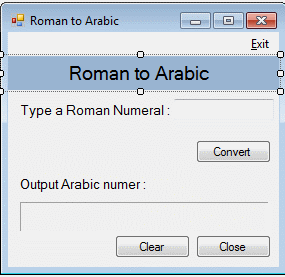 Roman to Arabic
Exit
Roman to Arabic
Type a Roman Numeral :
Convert
Output Arabic numer :
Clear Close